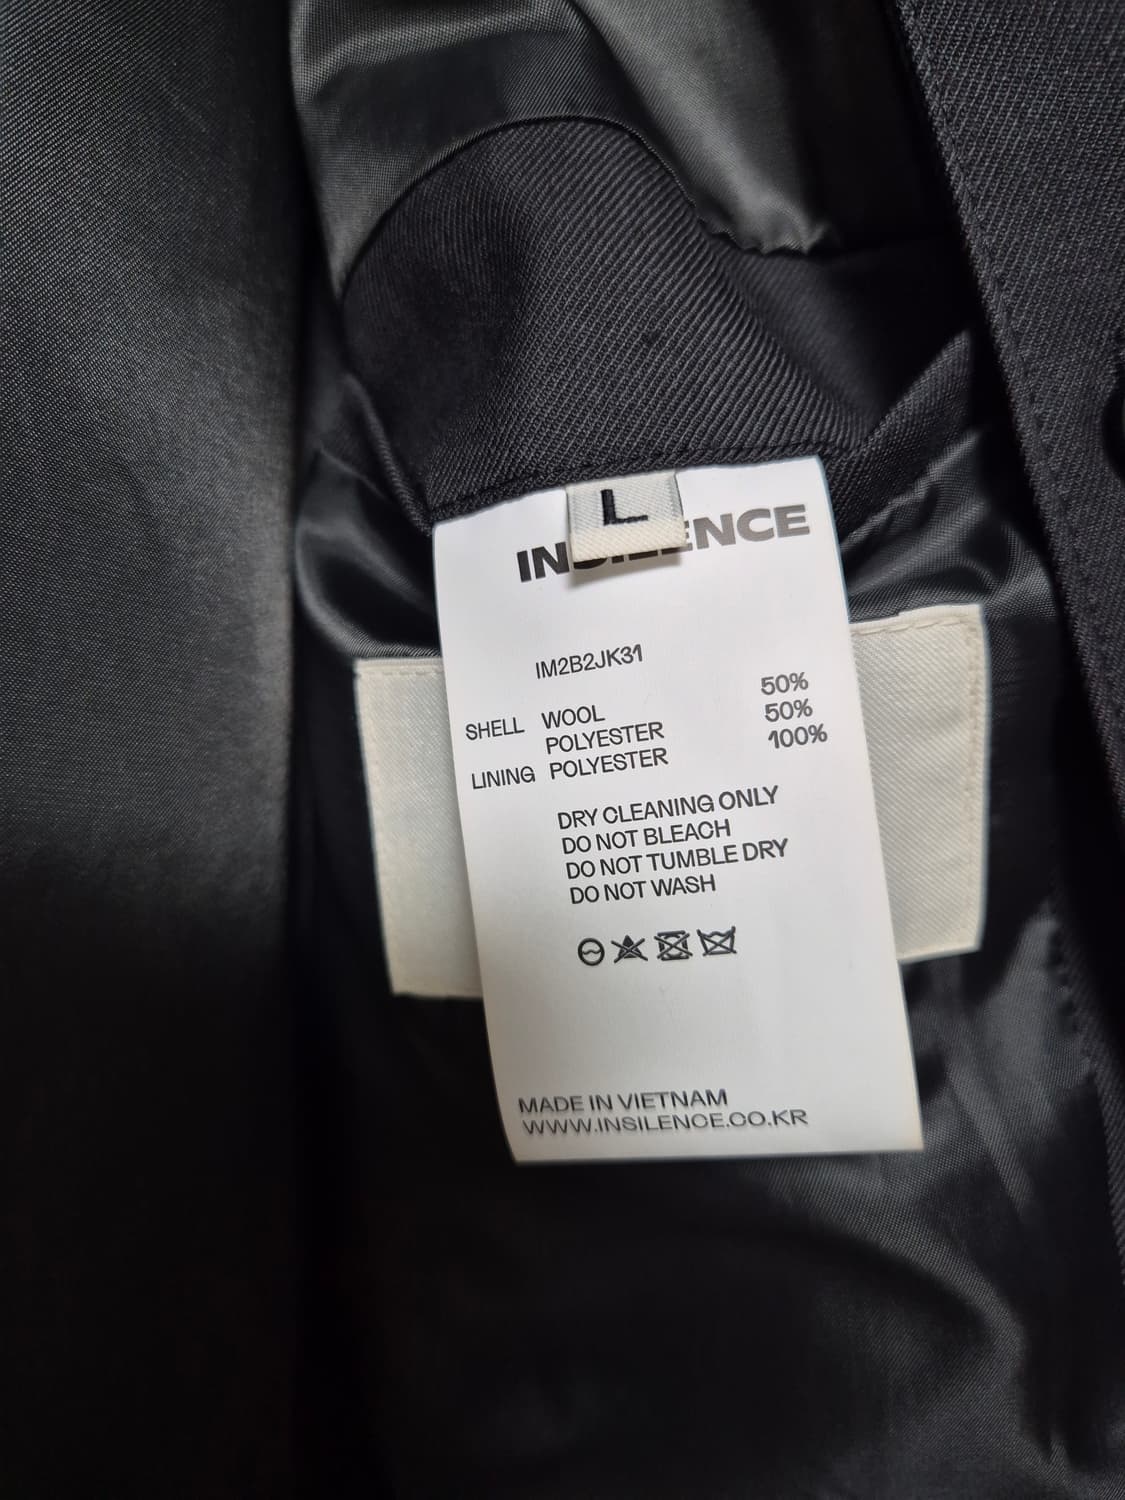 L
INSILENCE
IM2B2JK31
SHELL WOOL 50%
POLYESTER 50%
LINING POLYESTER 100%
DRY CLEANING ONLY
DO NOT BLEACH
DO NOT TUMBLE DRY
DO NOT WASH
MADE IN VIETNAM
WWW.INSILENCE.CO.KR